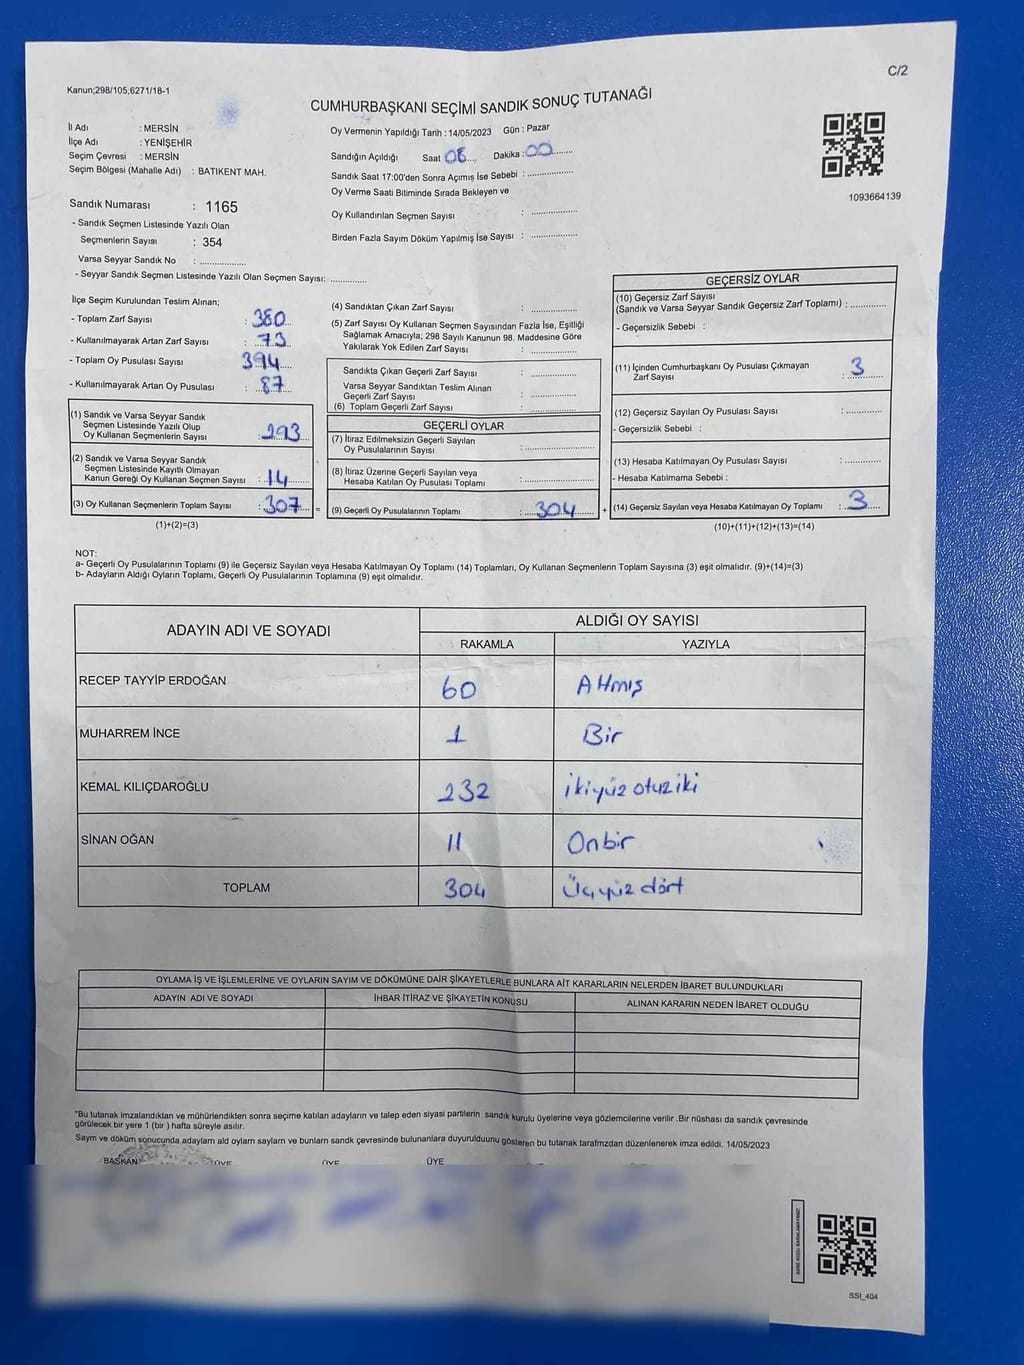 C/2
Kanun;298/105;6271/18-1
CUMHURBAŞKANI SEÇİMİ SANDIK SONUÇ TUTANAĞI
İl Adı : MERSİN
İlçe Adı : YENİŞEHİR
Seçim Çevresi : MERSİN
Seçim Bölgesi (Mahalle Adı) : BATIKENT MAH.
Sandık Numarası : 1165
- Sandık Seçmen Listesinde Yazılı Olan
Seçmenlerin Sayısı : 354
Varsa Seyyar Sandık No : ....................
- Seyyar Sandık Seçmen Listesinde Yazılı Olan Seçmen Sayısı: ....................
Oy Vermenin Yapıldığı Tarih : 14/05/2023 Gün : Pazar
Sandığın Açıldığı Saat 08 Dakika : 00
Sandık Saat 17:00'den Sonra Açımış İse Sebebi : ....................
Oy Verme Saati Bitiminde Sırada Bekleyen ve
Oy Kullandırılan Seçmen Sayısı : ....................
Birden Fazla Sayım Döküm Yapılmış İse Sayısı : ....................
1093664139
İlçe Seçim Kurulundan Teslim Alınan;
- Toplam Zarf Sayısı : 380
- Kullanılmayarak Artan Zarf Sayısı : 73
- Toplam Oy Pusulası Sayısı 394
- Kullanılmayarak Artan Oy Pusulası : 87
(1) Sandık ve Varsa Seyyar Sandık
Seçmen Listesinde Yazılı Olup
Oy Kullanan Seçmenlerin Sayısı : 293
(2) Sandık ve Varsa Seyyar Sandık
Seçmen Listesinde Kayıtlı Olmayan
Kanun Gereği Oy Kullanan Seçmen Sayısı : 14
(3) Oy Kullanan Seçmenlerin Toplam Sayısı : 307 =
(1)+(2)=(3)
(4) Sandıktan Çıkan Zarf Sayısı : ....................
(5) Zarf Sayısı Oy Kullanan Seçmen Sayısından Fazla İse, Eşitliği
Sağlamak Amacıyla; 298 Sayılı Kanunun 98. Maddesine Göre
Yakılarak Yok Edilen Zarf Sayısı : ....................
Sandıkta Çıkan Geçerli Zarf Sayısı : ....................
Varsa Seyyar Sandıktan Teslim Alınan
Geçerli Zarf Sayısı : ....................
(6) Toplam Geçerli Zarf Sayısı : ....................
GEÇERLİ OYLAR
(7) İtiraz Edilmeksizin Geçerli Sayılan
Oy Pusulalarının Sayısı : ....................
(8) İtiraz Üzerine Geçerli Sayılan veya
Hesaba Katılan Oy Pusulası Toplamı : ....................
(9) Geçerli Oy Pusulalarının Toplamı : 304 +
GEÇERSİZ OYLAR
(10) Geçersiz Zarf Sayısı
(Sandık ve Varsa Seyyar Sandık Geçersiz Zarf Toplamı) : ....................
- Geçersizlik Sebebi :
(11) İçinden Cumhurbaşkanı Oy Pusulası Çıkmayan
Zarf Sayısı : 3
(12) Geçersiz Sayılan Oy Pusulası Sayısı : ....................
- Geçersizlik Sebebi :
(13) Hesaba Katılmayan Oy Pusulası Sayısı : ....................
- Hesaba Katılmama Sebebi :
(14) Geçersiz Sayılan veya Hesaba Katılmayan Oy Toplamı : 3
(10)+(11)+(12)+(13)=(14)
NOT:
a- Geçerli Oy Pusulalarının Toplamı (9) ile Geçersiz Sayılan veya Hesaba Katılmayan Oy Toplamı (14) Toplamları, Oy Kullanan Seçmenlerin Toplam Sayısına (3) eşit olmalıdır. (9)+(14)=(3)
b- Adayların Aldığı Oyların Toplamı, Geçerli Oy Pusulalarının Toplamına (9) eşit olmalıdır.
ADAYIN ADI VE SOYADI ALDIĞI OY SAYISI
RAKAMLA YAZIYLA
RECEP TAYYİP ERDOĞAN 60 Altmış
MUHARREM İNCE 1 Bir
KEMAL KILIÇDAROĞLU 232 ikiyüz otuz iki
SİNAN OĞAN 11 Onbir
TOPLAM 304 Üçyüz dört
OYLAMA İŞ VE İŞLEMLERİNE VE OYLARIN SAYIM VE DÖKÜMÜNE DAİR ŞİKAYETLERLE BUNLARA AİT KARARLARIN NELERDEN İBARET BULUNDUKLARI
ADAYIN ADI VE SOYADI İHBAR İTİRAZ VE ŞİKAYETİN KONUSU ALINAN KARARIN NEDEN İBARET OLDUĞU
*Bu tutanak imzalandıktan ve mühürlendikten sonra seçime katılan adayların ve talep eden siyasi partilerin sandık kurulu üyelerine veya gözlemcilerine verilir .Bir nüshası da sandık çevresinde
görülecek bir yere 1 (bir ) hafta süreyle asılır.
Sayım ve döküm sonucunda adayların ald oyların sayların ve bunların sandk çevresinde bulunanlara duyurulduunu gösteren bu tutanak tarafmzdan düzenlenerek imza edildi. 14/05/2023
BAŞKAN ÜYE ÜYE ÜYE
SSI_404